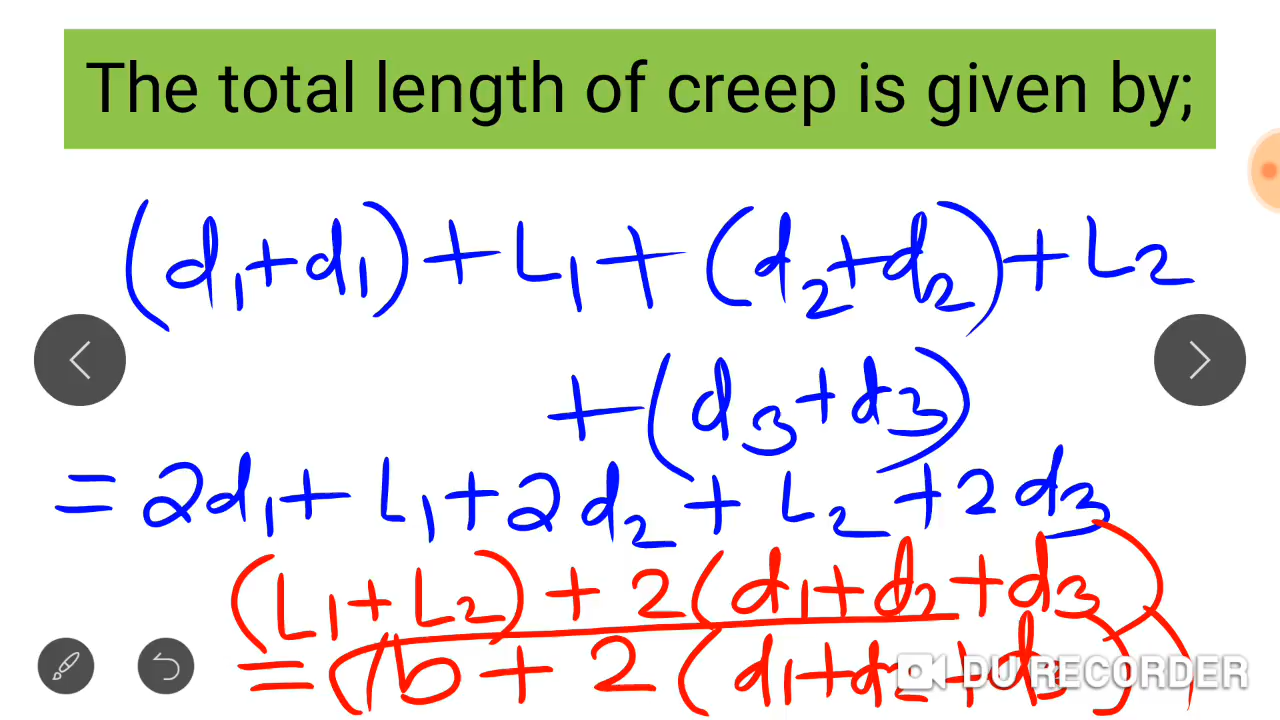 The total length of creep is given by;
(d₁+d₁)+L₁+(d₂+d₂)+L₂
+(d₃+d₃)
=2d₁+L₁+2d₂+L₂+2d₃
(L₁+L₂)+2(d₁+d₂+d₃)
=(b+2(d₁+d₂+d₃))
DU RECORDER